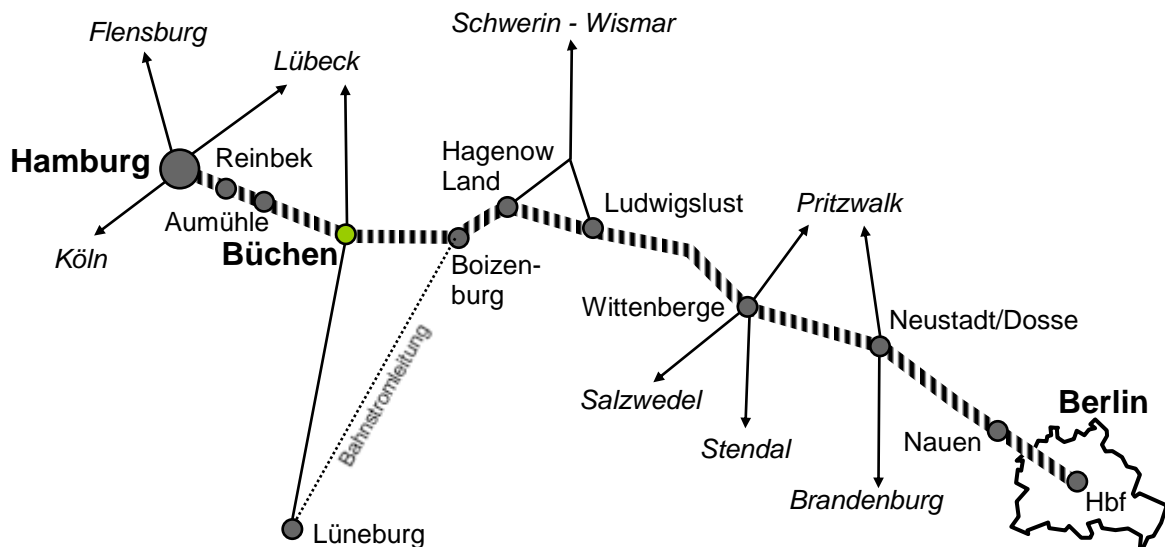 Schwerin - Wismar
Flensburg
Lübeck
Hamburg
Reinbek
Hagenow
Land
Ludwigslust
Pritzwalk
Aumühle
Büchen
Köln
Boizen-
burg
Wittenberge
Neustadt/Dosse
Bahnstromleitung
Salzwedel
Berlin
Stendal
Nauen
Brandenburg
Hbf
Lüneburg